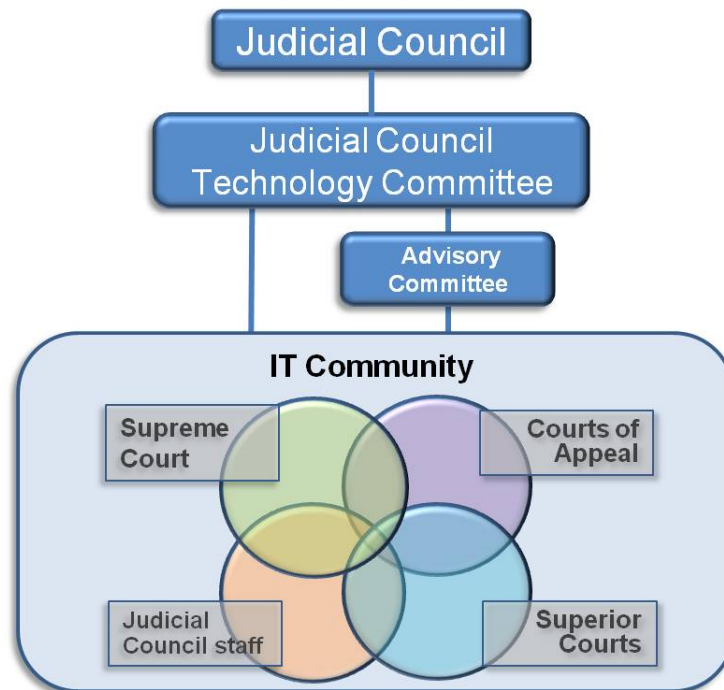 Judicial Council
Judicial Council
Technology Committee
Advisory
Committee
IT Community
Supreme
Court
Courts of
Appeal
Judicial
Council staff
Superior
Courts